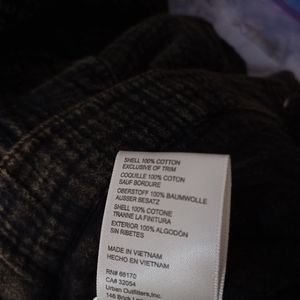 SHELL 100% COTTON
EXCLUSIVE OF TRIM
COQUILLE 100% COTON
SAUF BORDURE
OBERSTOFF 100% BAUMWOLLE
AUSSER BESATZ
SHELL 100% COTONE
TRANNE LA FINITURA
EXTERIOR 100% ALGODÓN
SIN RIBETES
MADE IN VIETNAM
HECHO EN VIETNAM
RN# 66170
CA# 32054
Urban Outfitters, Inc.